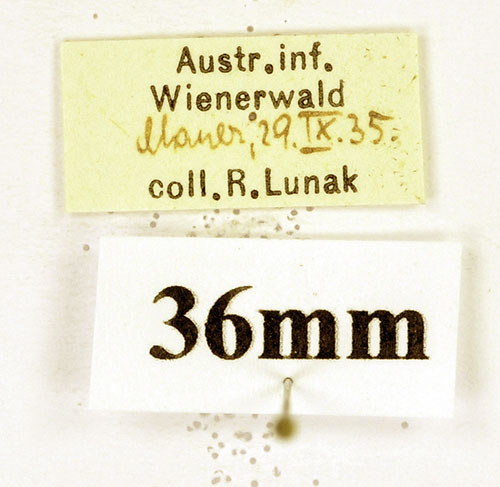 Austr.inf.
Wienerwald
Mauer, 29.IX.35.
coll.R.Lunak
36mm